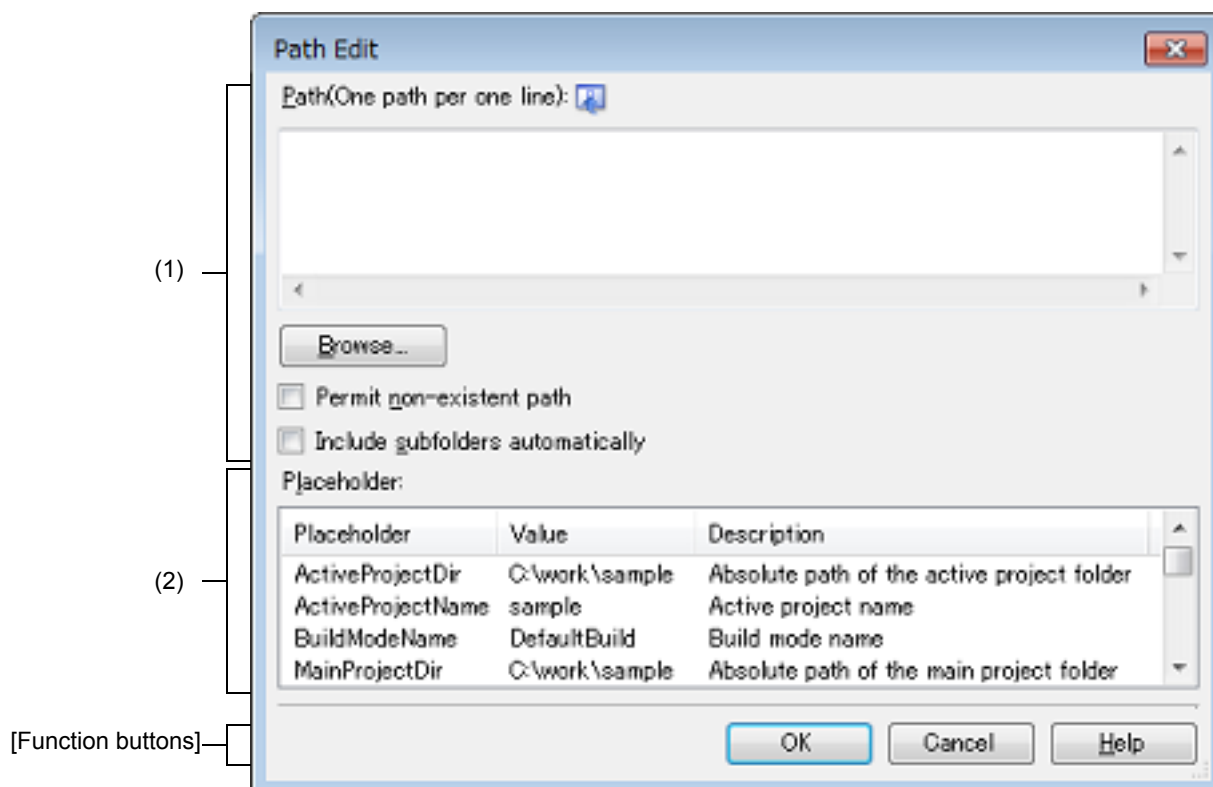 Path Edit
Path(One path per one line):
(1)
Browse...
Permit non-existent path
Include subfolders automatically
Placeholder:
Placeholder Value Description
ActiveProjectDir C:\work\sample Absolute path of the active project folder
(2)
ActiveProjectName sample Active project name
BuildModeName DefaultBuild Build mode name
MainProjectDir C:\work\sample Absolute path of the main project folder
[Function buttons]
OK Cancel Help